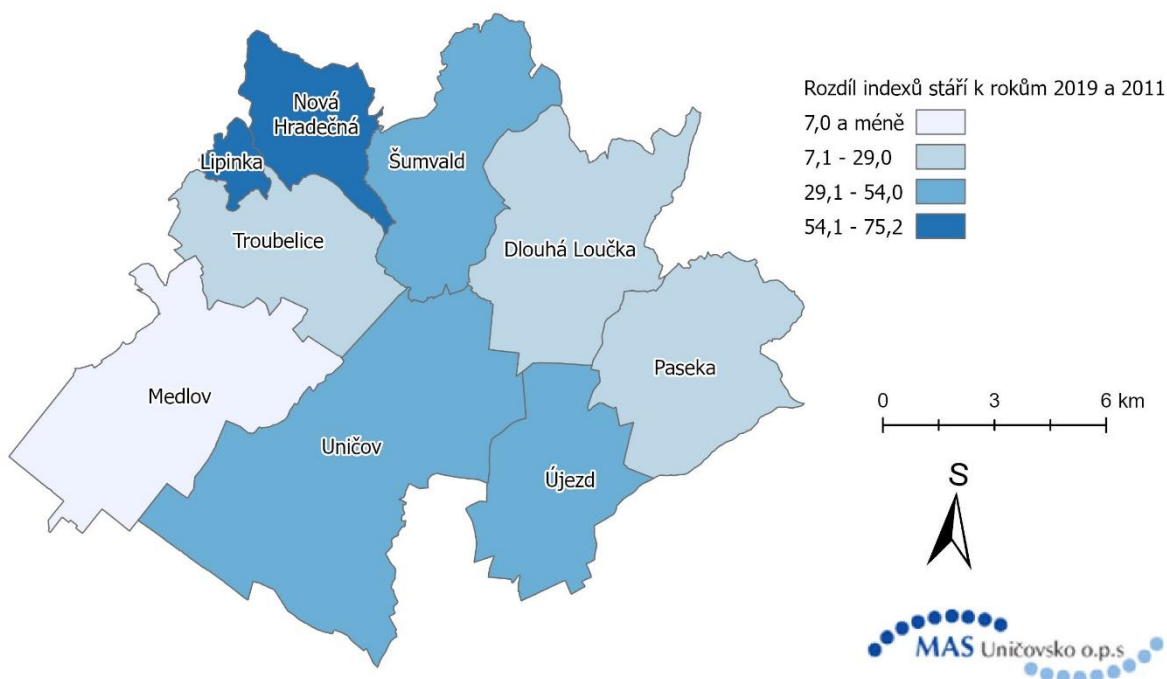 Nová
Hradečná
Lipinka
Šumvald
Troubelice
Dlouhá Loučka
Medlov
Paseka
Uničov
Újezd
Rozdíl indexů stáří k rokům 2019 a 2011
7,0 a méně
7,1 - 29,0
29,1 - 54,0
54,1 - 75,2
0 3 6 km
S
MAS Uničovsko o.p.s